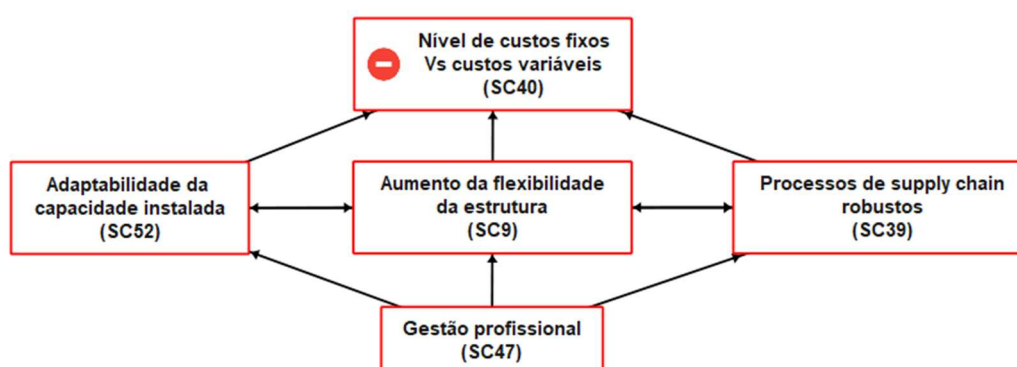 Nível de custos fixos
Vs custos variáveis
(SC40)
Adaptabilidade da
capacidade instalada
(SC52)
Aumento da flexibilidade
da estrutura
(SC9)
Processos de supply chain
robustos
(SC39)
Gestão profissional
(SC47)